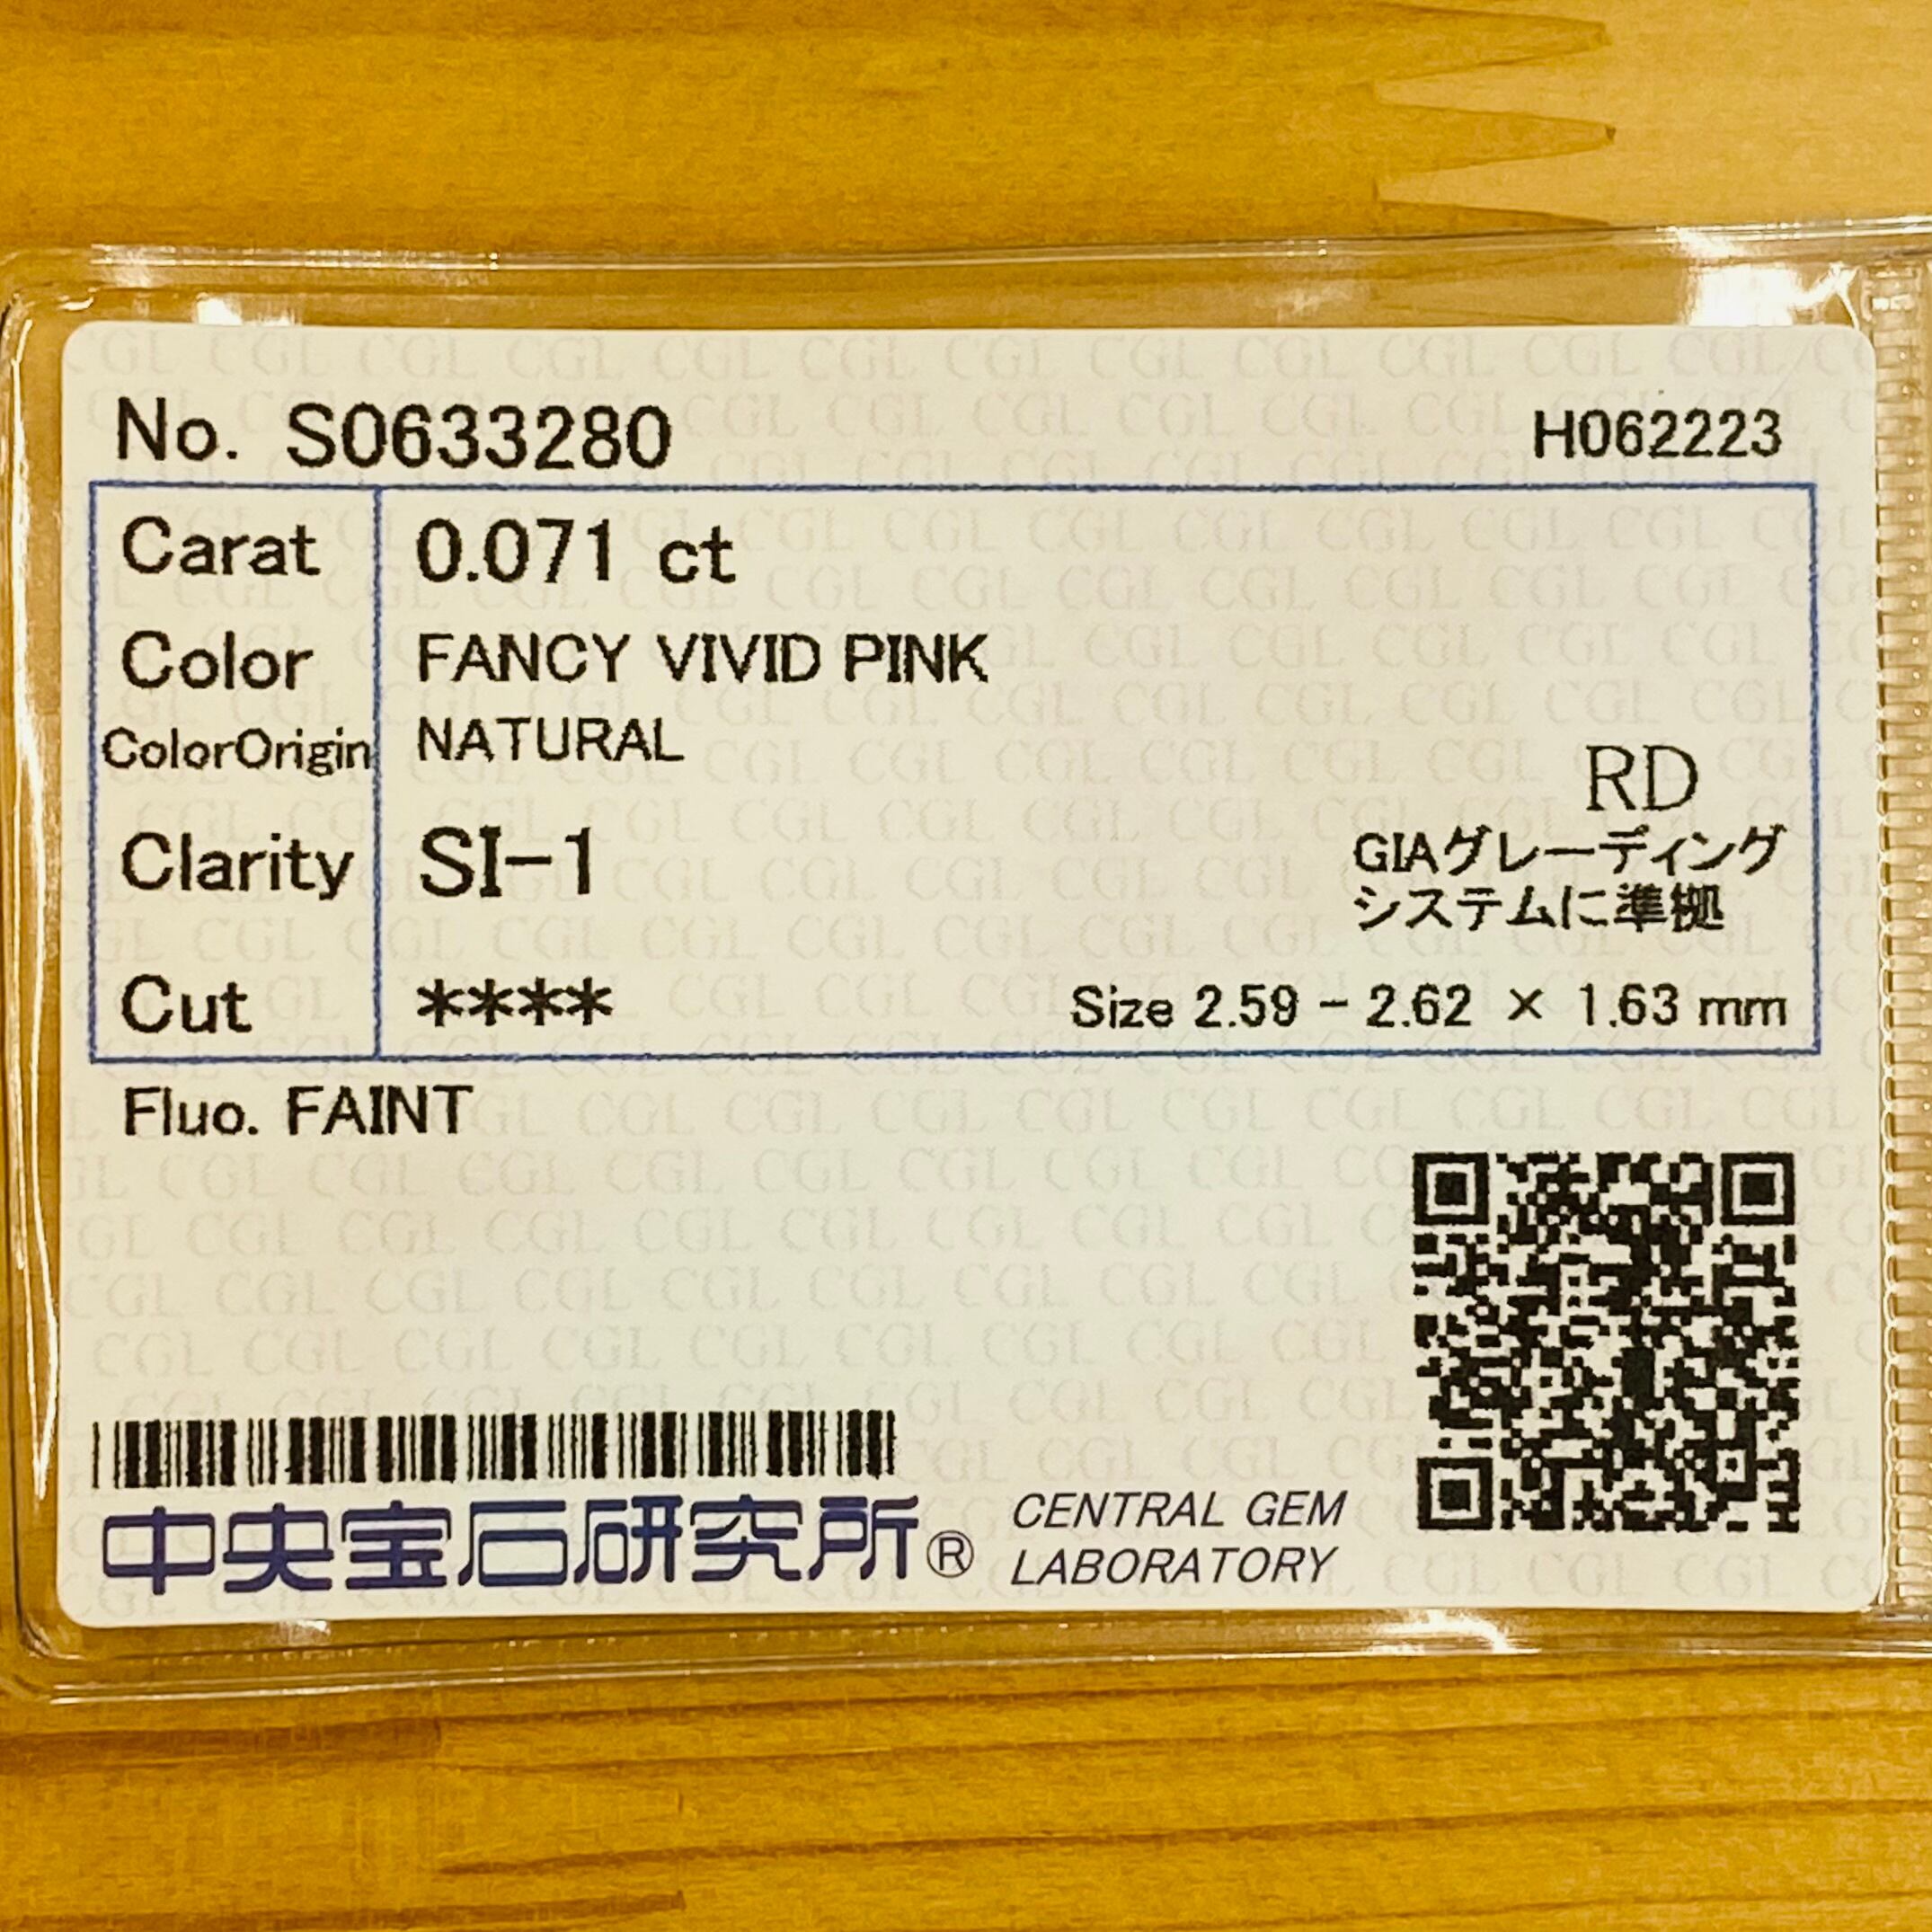 No. S0633280
H062223
Carat 0.071 ct
Color FANCY VIVID PINK
ColorOrigin NATURAL
RD
Clarity SI-1
GIAグレーディング
システムに準拠
Cut ****
Size 2.59 - 2.62 × 1.63 mm
Fluo. FAINT
中央宝石研究所®
CENTRAL GEM
LABORATORY